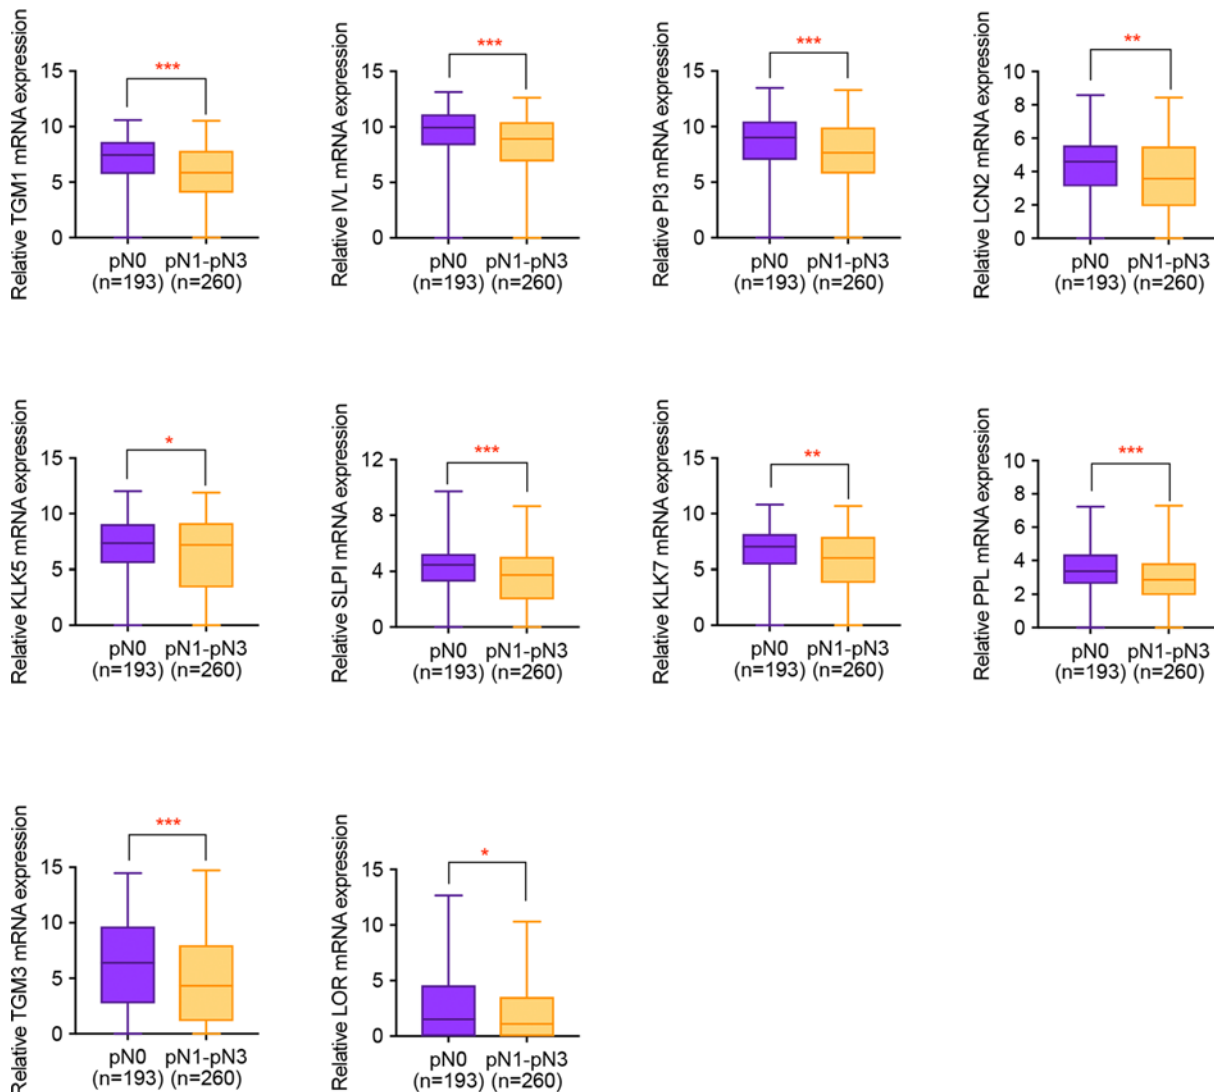 Relative TGM1 mRNA expression
***
15
10
5
0
pN0 pN1-pN3
(n=193) (n=260)
Relative IVL mRNA expression
***
15
10
5
0
pN0 pN1-pN3
(n=193) (n=260)
Relative PI3 mRNA expression
***
15
10
5
0
pN0 pN1-pN3
(n=193) (n=260)
Relative LCN2 mRNA expression
**
10
8
6
4
2
0
pN0 pN1-pN3
(n=193) (n=260)
Relative KLK5 mRNA expression
*
15
10
5
0
pN0 pN1-pN3
(n=193) (n=260)
Relative SLPI mRNA expression
***
12
8
4
0
pN0 pN1-pN3
(n=193) (n=260)
Relative KLK7 mRNA expression
**
15
10
5
0
pN0 pN1-pN3
(n=193) (n=260)
Relative PPL mRNA expression
***
10
8
6
4
2
0
pN0 pN1-pN3
(n=193) (n=260)
Relative TGM3 mRNA expression
***
15
10
5
0
pN0 pN1-pN3
(n=193) (n=260)
Relative LOR mRNA expression
*
15
10
5
0
pN0 pN1-pN3
(n=193) (n=260)